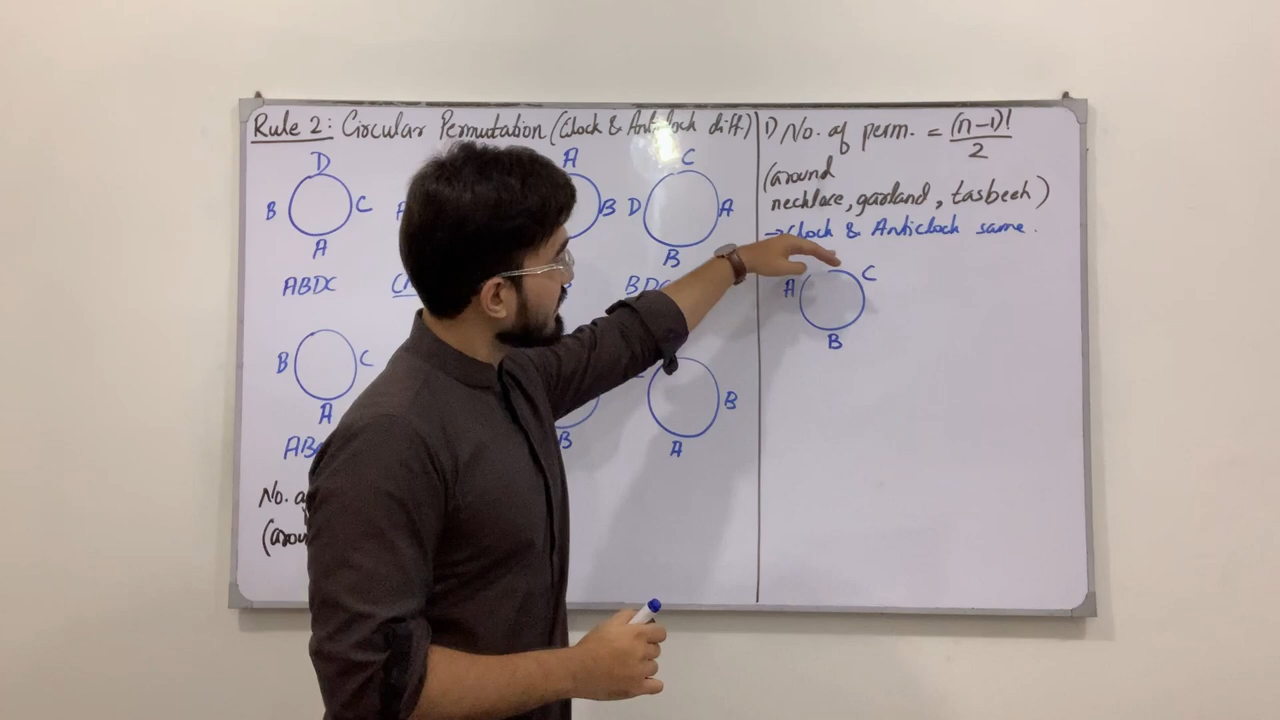 Rule 2: Circular Permutation (Clock & Anticlock diff)
D
B C
A
ABDC
A
B
C
D A
B
BDC
B C
A
B
B
A
No. of
(arou
1) No. of perm. = (n-1)!/2
(around
necklace, garland, tasbeeh)
→ Clock & Anticlock same.
A C
B